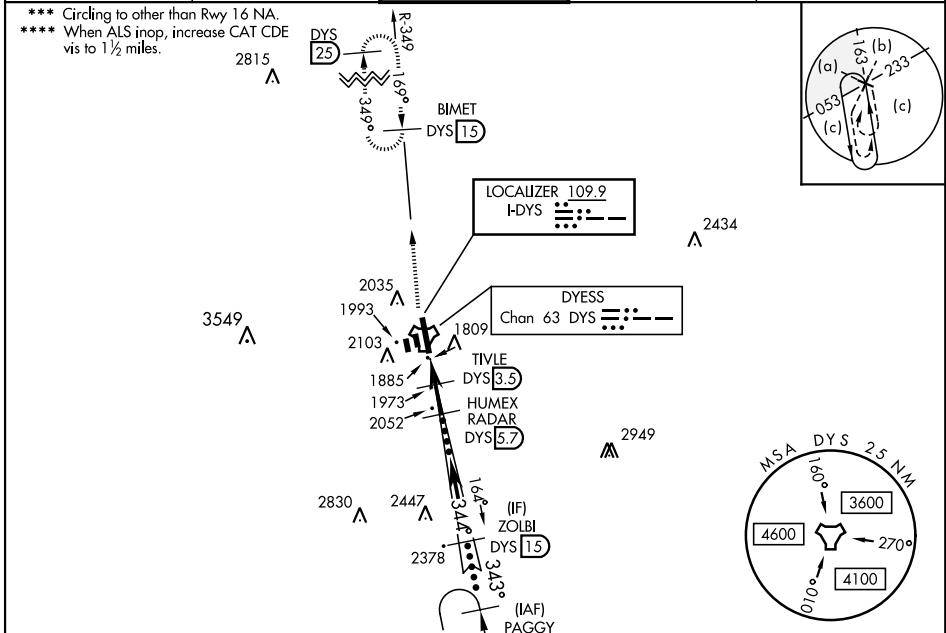 *** Circling to other than Rwy 16 NA.
**** When ALS inop, increase CAT CDE
vis to 1½ miles.
2815
DYS
25
R-349
169°
349°
BIMET
DYS 15
(a)
163
(b)
233
053
(c)
(c)
LOCALIZER 109.9
I-DYS
2434
DYESS
Chan 63 DYS
2035
1993
3549
2103
1809
1885
TIVLE
DYS 3.5
1973
2052
HUMEX
RADAR
DYS 5.7
2949
2830
2447
164°
344°
(IF)
ZOLBI
DYS 15
2378
343°
(IAF)
PAGGY
MSA DYS 25 NM
160°
3600
4600
270°
4100
010°